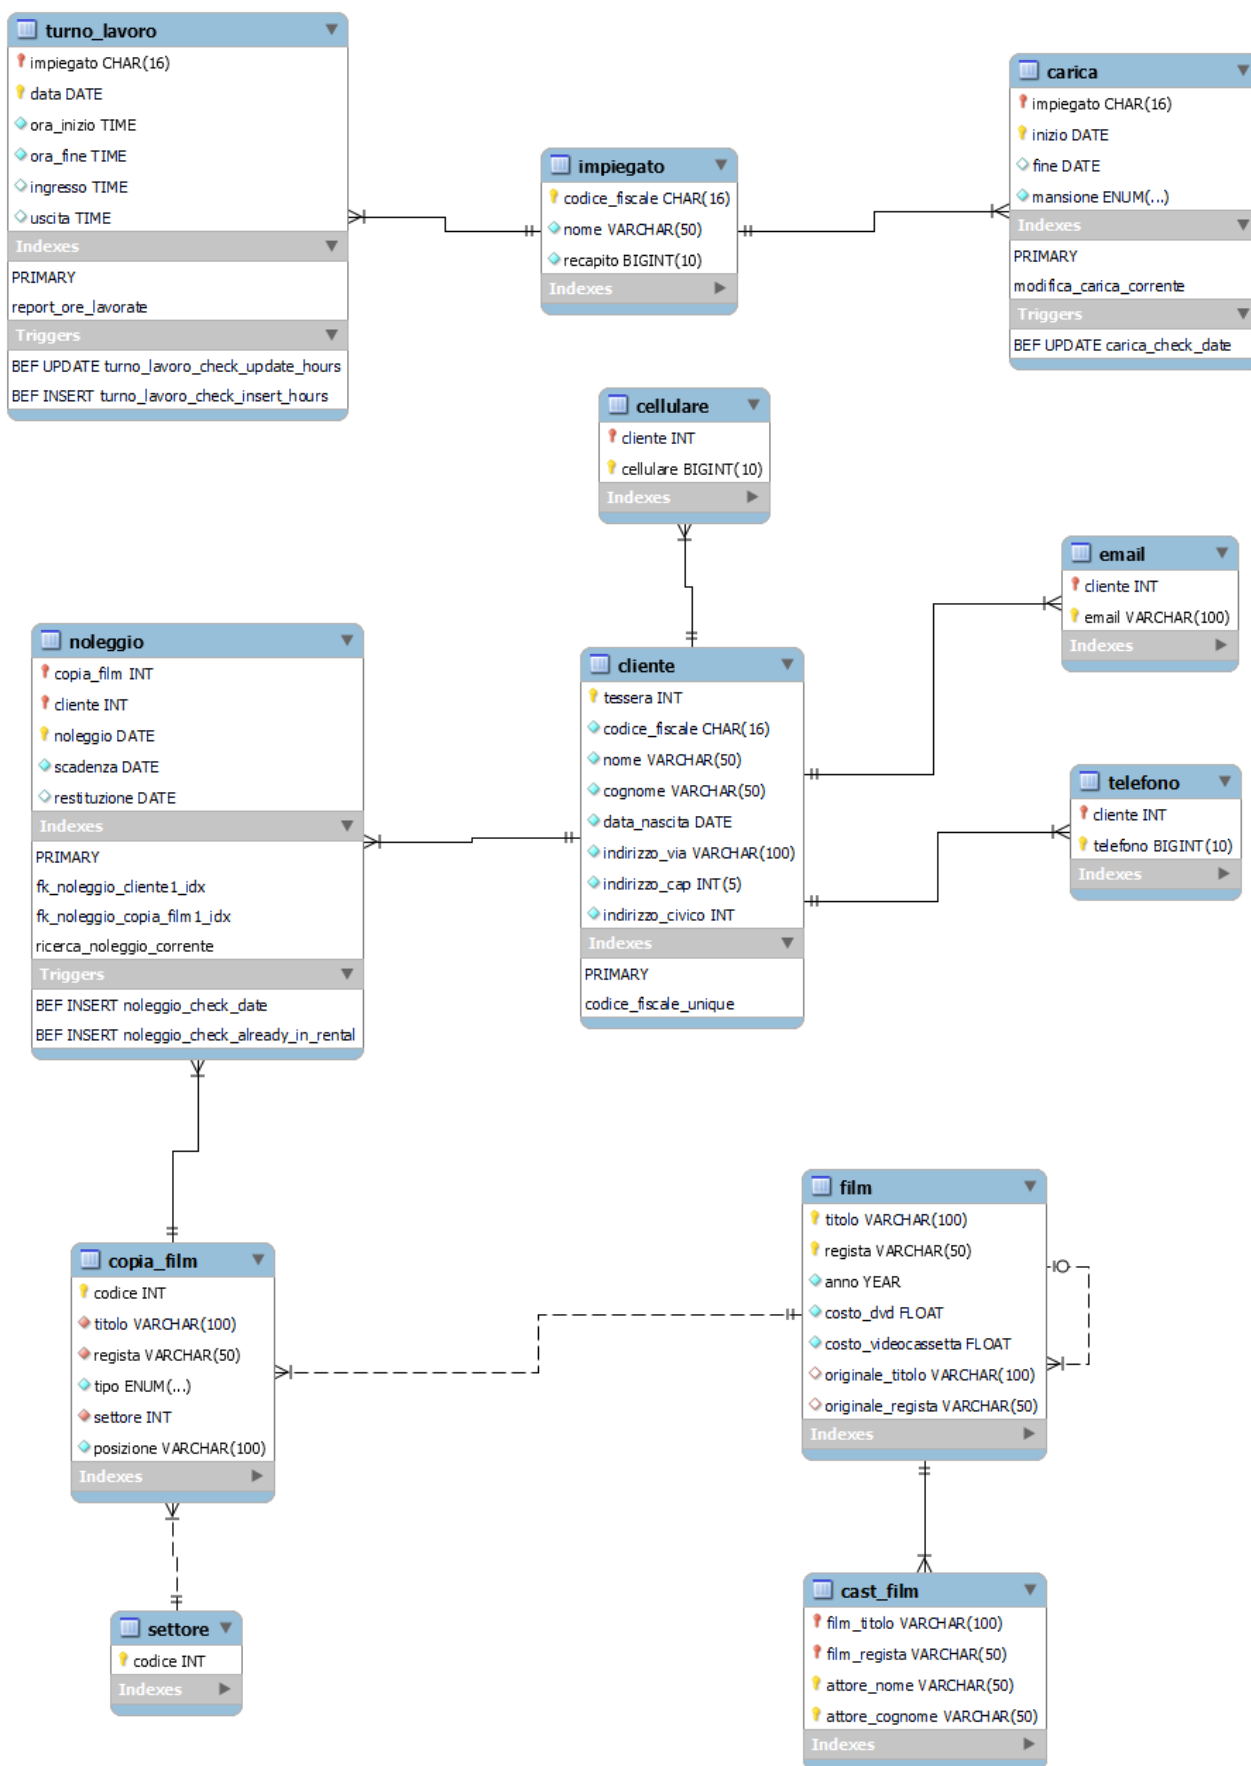 turno_lavoro
impiegato CHAR(16)
data DATE
ora_inizio TIME
ora_fine TIME
ingresso TIME
uscita TIME
Indexes
PRIMARY
report_ore_lavorate
Triggers
BEF UPDATE turno_lavoro_check_update_hours
BEF INSERT turno_lavoro_check_insert_hours
impiegato
codice_fiscale CHAR(16)
nome VARCHAR(50)
recapito BIGINT(10)
Indexes
carica
impiegato CHAR(16)
inizio DATE
fine DATE
mansione ENUM(...)
Indexes
PRIMARY
modifica_carica_corrente
Triggers
BEF UPDATE carica_check_date
cellulare
cliente INT
cellulare BIGINT(10)
Indexes
email
cliente INT
email VARCHAR(100)
Indexes
noleggio
copia_film INT
cliente INT
noleggio DATE
scadenza DATE
restituzione DATE
Indexes
PRIMARY
fk_noleggio_cliente1_idx
fk_noleggio_copia_film1_idx
ricerca_noleggio_corrente
Triggers
BEF INSERT noleggio_check_date
BEF INSERT noleggio_check_already_in_rental
cliente
tessera INT
codice_fiscale CHAR(16)
nome VARCHAR(50)
cognome VARCHAR(50)
data_nascita DATE
indirizzo_via VARCHAR(100)
indirizzo_cap INT(5)
indirizzo_civico INT
Indexes
PRIMARY
codice_fiscale_unique
telefono
cliente INT
telefono BIGINT(10)
Indexes
copia_film
codice INT
titolo VARCHAR(100)
regista VARCHAR(50)
tipo ENUM(...)
settore INT
posizione VARCHAR(100)
Indexes
film
titolo VARCHAR(100)
regista VARCHAR(50)
anno YEAR
costo_dvd FLOAT
costo_videocassetta FLOAT
originale_titolo VARCHAR(100)
originale_regista VARCHAR(50)
Indexes
settore
codice INT
Indexes
cast_film
film_titolo VARCHAR(100)
film_regista VARCHAR(50)
attore_nome VARCHAR(50)
attore_cognome VARCHAR(50)
Indexes